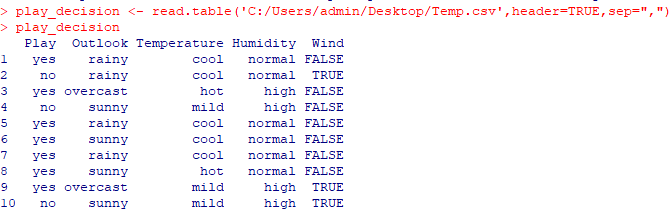 > play_decision <- read.table('C:/Users/admin/Desktop/Temp.csv',header=TRUE,sep=",")
> play_decision
Play Outlook Temperature Humidity Wind
1 yes rainy cool normal FALSE
2 no rainy cool normal TRUE
3 yes overcast hot high FALSE
4 no sunny mild high FALSE
5 yes rainy cool normal FALSE
6 yes sunny cool normal FALSE
7 yes rainy cool normal FALSE
8 yes sunny hot normal FALSE
9 yes overcast mild high TRUE
10 no sunny mild high TRUE